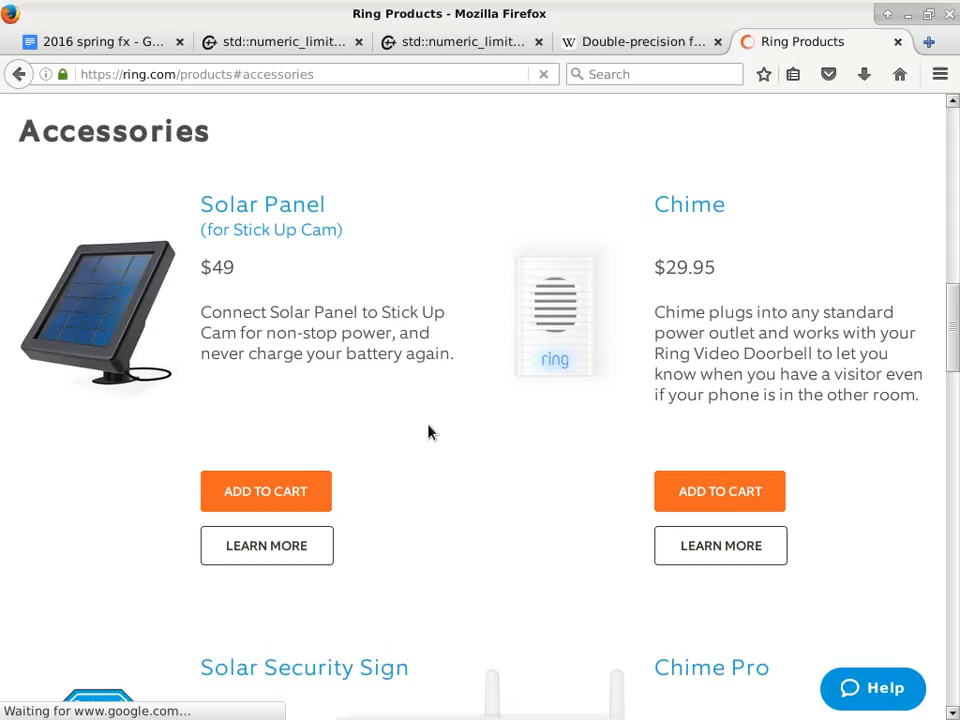 Ring Products - Mozilla Firefox
2016 spring fx - G...
std::numeric_limit...
std::numeric_limit...
Double-precision f...
Ring Products
https://ring.com/products#accessories
Search
Accessories
Solar Panel
(for Stick Up Cam)
$49
Connect Solar Panel to Stick Up
Cam for non-stop power, and
never charge your battery again.
ADD TO CART
LEARN MORE
ring
Chime
$29.95
Chime plugs into any standard
power outlet and works with your
Ring Video Doorbell to let you
know when you have a visitor even
if your phone is in the other room.
ADD TO CART
LEARN MORE
Solar Security Sign
Chime Pro
Help
Waiting for www.google.com...